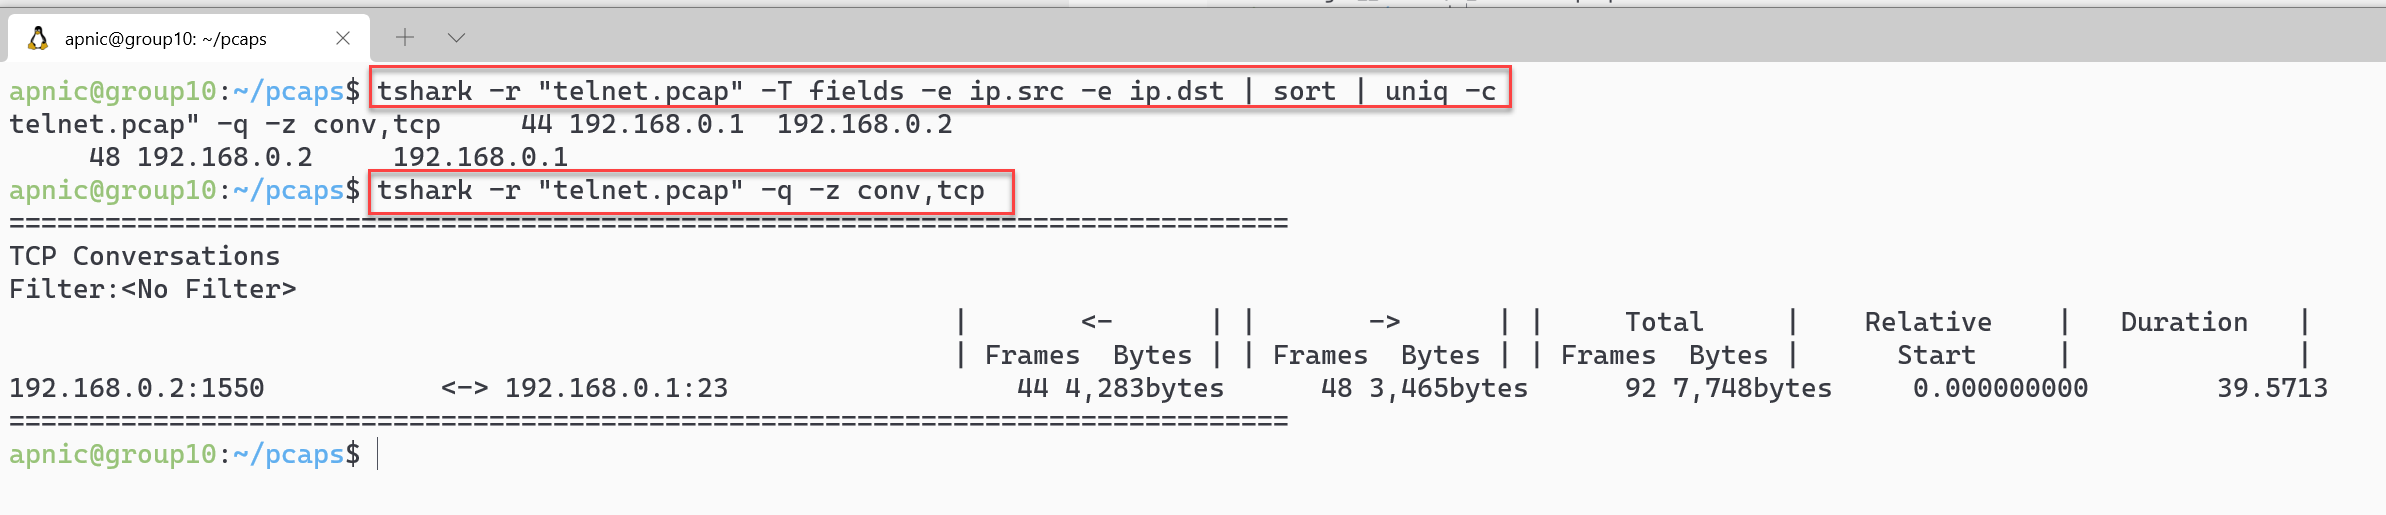 apnic@group10: ~/pcaps
apnic@group10:~/pcaps$ tshark -r "telnet.pcap" -T fields -e ip.src -e ip.dst | sort | uniq -c
telnet.pcap" -q -z conv,tcp     44 192.168.0.1  192.168.0.2
     48 192.168.0.2     192.168.0.1
apnic@group10:~/pcaps$ tshark -r "telnet.pcap" -q -z conv,tcp
================================================================================
TCP Conversations
Filter:<No Filter>
                                                           |       <-      | |       ->      | |     Total     |    Relative    |   Duration   |
                                                           | Frames  Bytes | | Frames  Bytes | | Frames  Bytes |      Start     |              |
192.168.0.2:1550           <-> 192.168.0.1:23                  44 4,283bytes      48 3,465bytes      92 7,748bytes     0.000000000        39.5713
================================================================================
apnic@group10:~/pcaps$